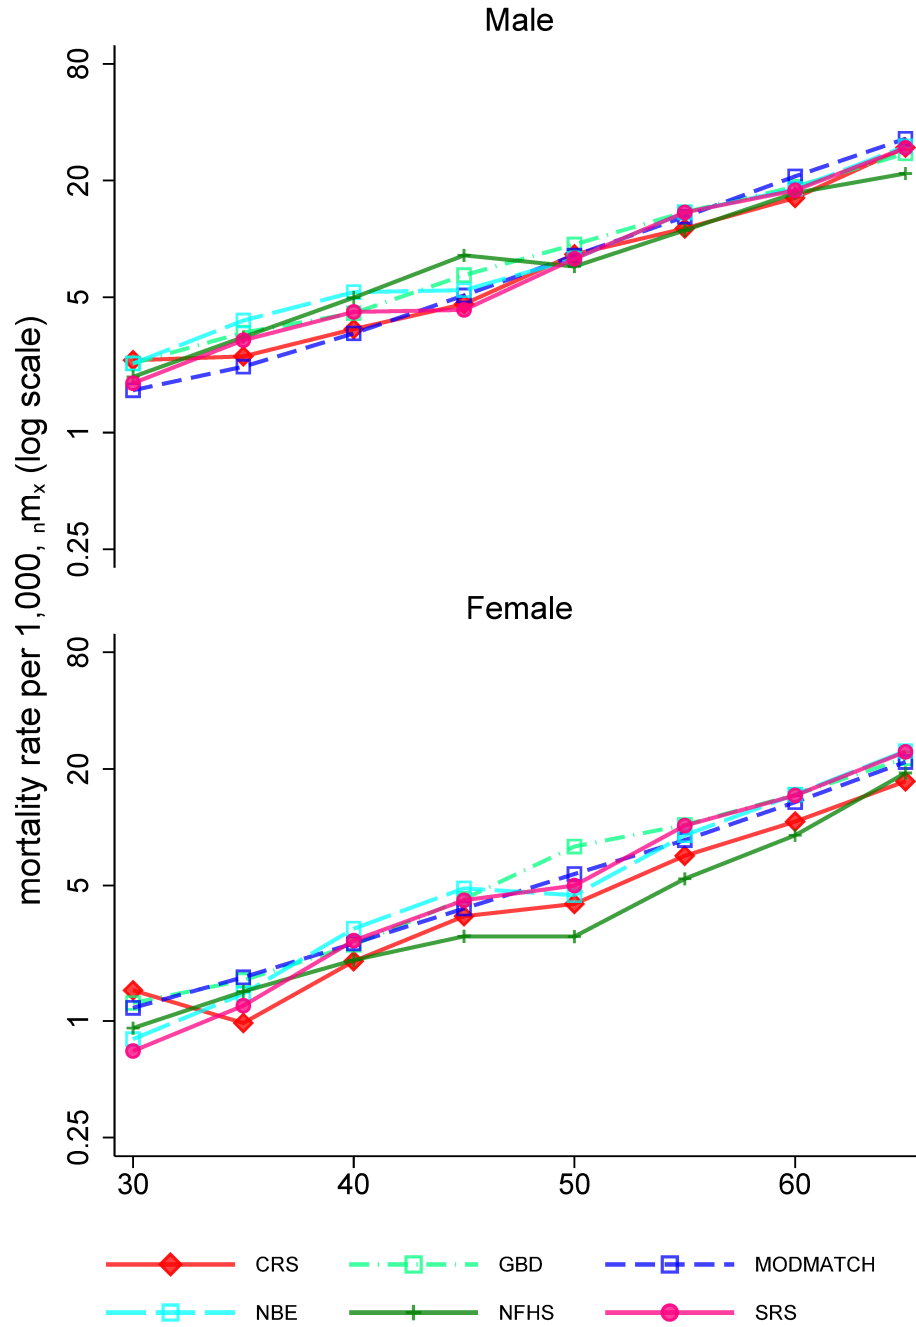 Male
80
20
5
1
0.25
mortality rate per 1,000, ₙmₓ (log scale)
Female
80
20
5
1
0.25
30 40 50 60
CRS GBD MODMATCH
NBE NFHS SRS